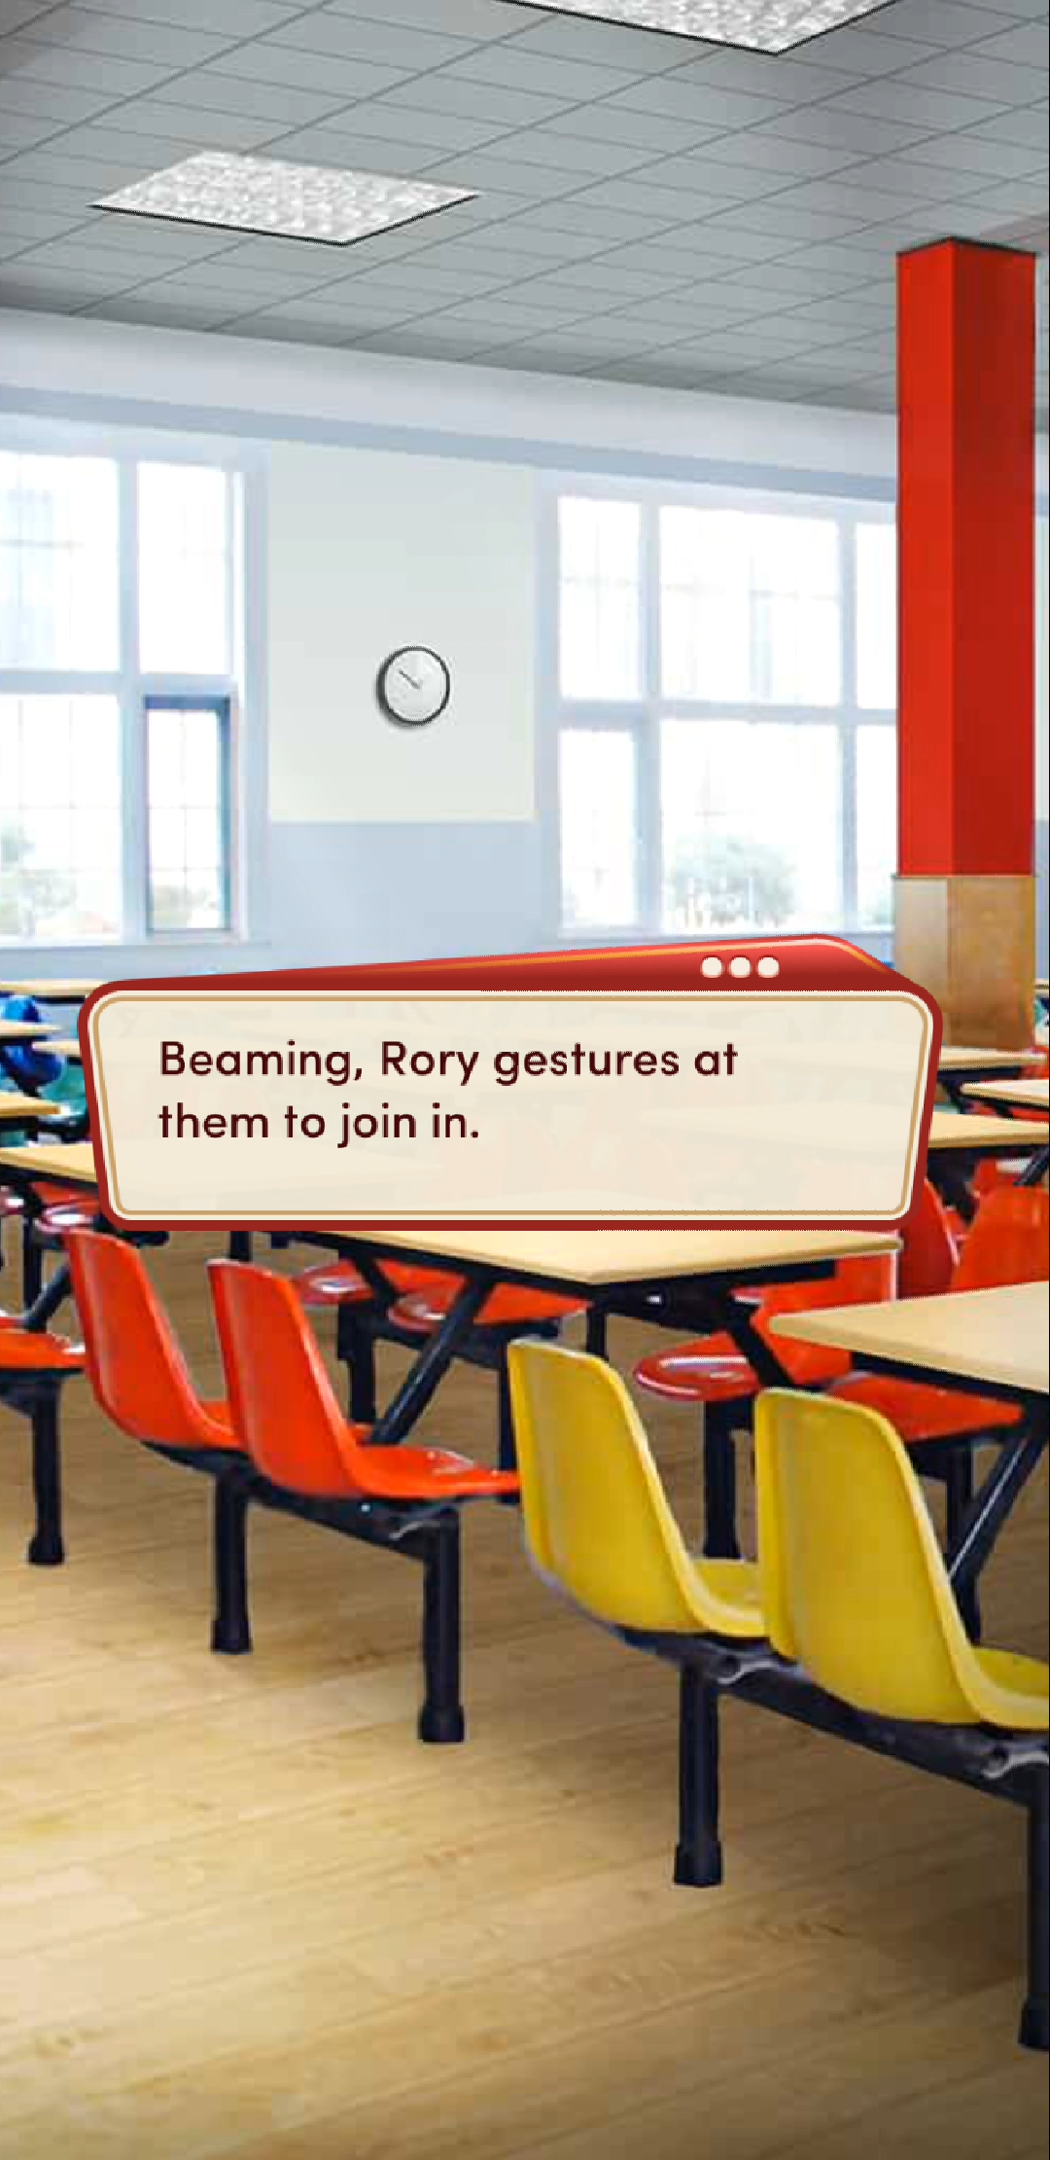 Beaming, Rory gestures at
them to join in.